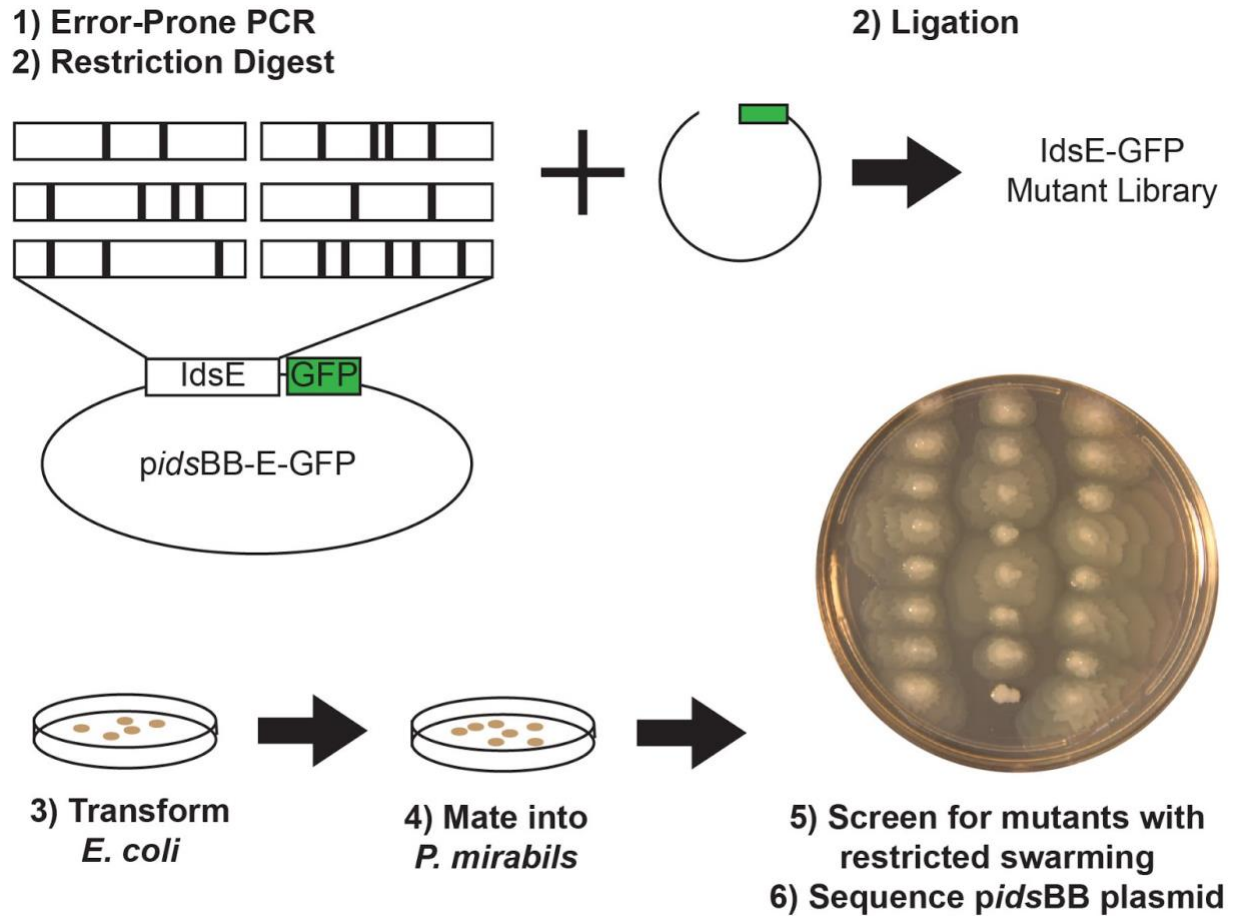 1) Error-Prone PCR
2) Restriction Digest
2) Ligation
IdsE-GFP
Mutant Library
IdsE
GFP
pidsBB-E-GFP
3) Transform
E. coli
4) Mate into
P. mirabils
5) Screen for mutants with
restricted swarming
6) Sequence pidsBB plasmid